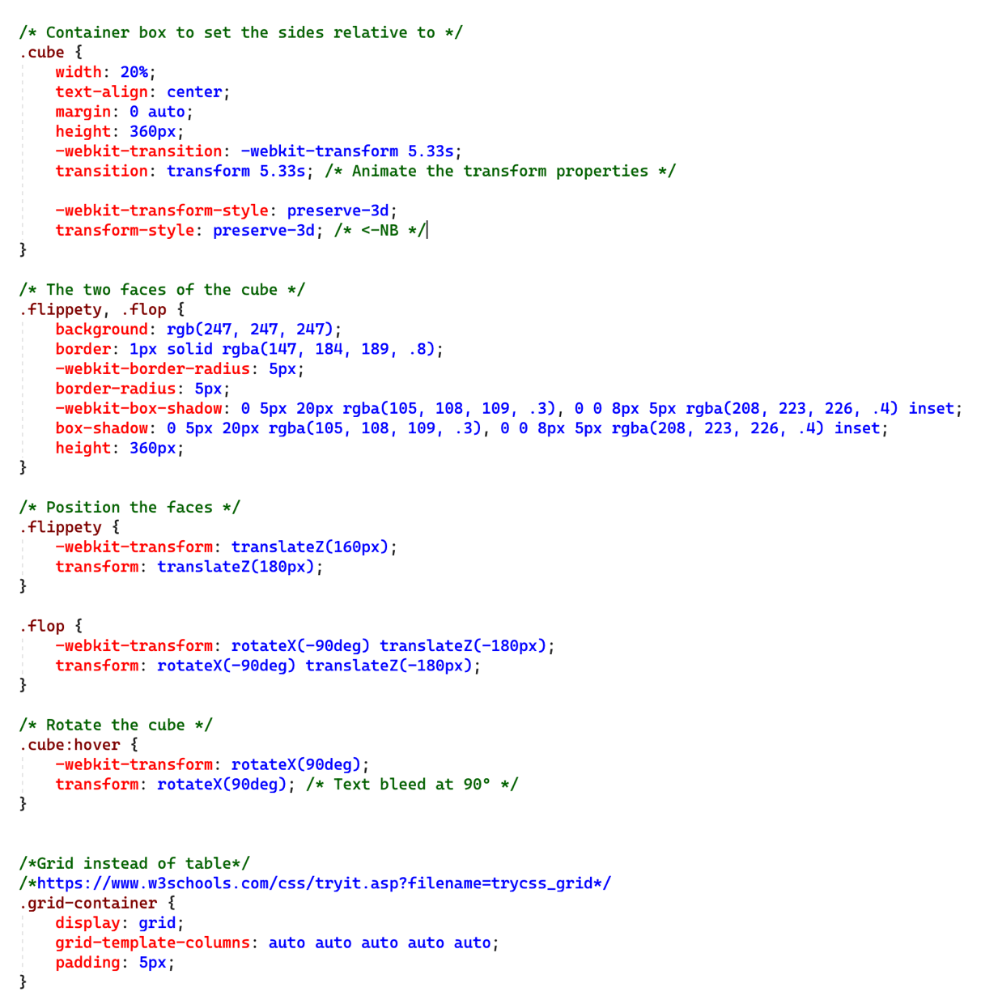 /* Container box to set the sides relative to */
.cube {
    width: 20%;
    text-align: center;
    margin: 0 auto;
    height: 360px;
    -webkit-transition: -webkit-transform 5.33s;
    transition: transform 5.33s; /* Animate the transform properties */

    -webkit-transform-style: preserve-3d;
    transform-style: preserve-3d; /* <-NB */
}

/* The two faces of the cube */
.flippety, .flop {
    background: rgb(247, 247, 247);
    border: 1px solid rgba(147, 184, 189, .8);
    -webkit-border-radius: 5px;
    border-radius: 5px;
    -webkit-box-shadow: 0 5px 20px rgba(105, 108, 109, .3), 0 0 8px 5px rgba(208, 223, 226, .4) inset;
    box-shadow: 0 5px 20px rgba(105, 108, 109, .3), 0 0 8px 5px rgba(208, 223, 226, .4) inset;
    height: 360px;
}

/* Position the faces */
.flippety {
    -webkit-transform: translateZ(160px);
    transform: translateZ(180px);
}

.flop {
    -webkit-transform: rotateX(-90deg) translateZ(-180px);
    transform: rotateX(-90deg) translateZ(-180px);
}

/* Rotate the cube */
.cube:hover {
    -webkit-transform: rotateX(90deg);
    transform: rotateX(90deg); /* Text bleed at 90° */
}


/*Grid instead of table*/
/*https://www.w3schools.com/css/tryit.asp?filename=trycss_grid*/
.grid-container {
    display: grid;
    grid-template-columns: auto auto auto auto auto;
    padding: 5px;
}